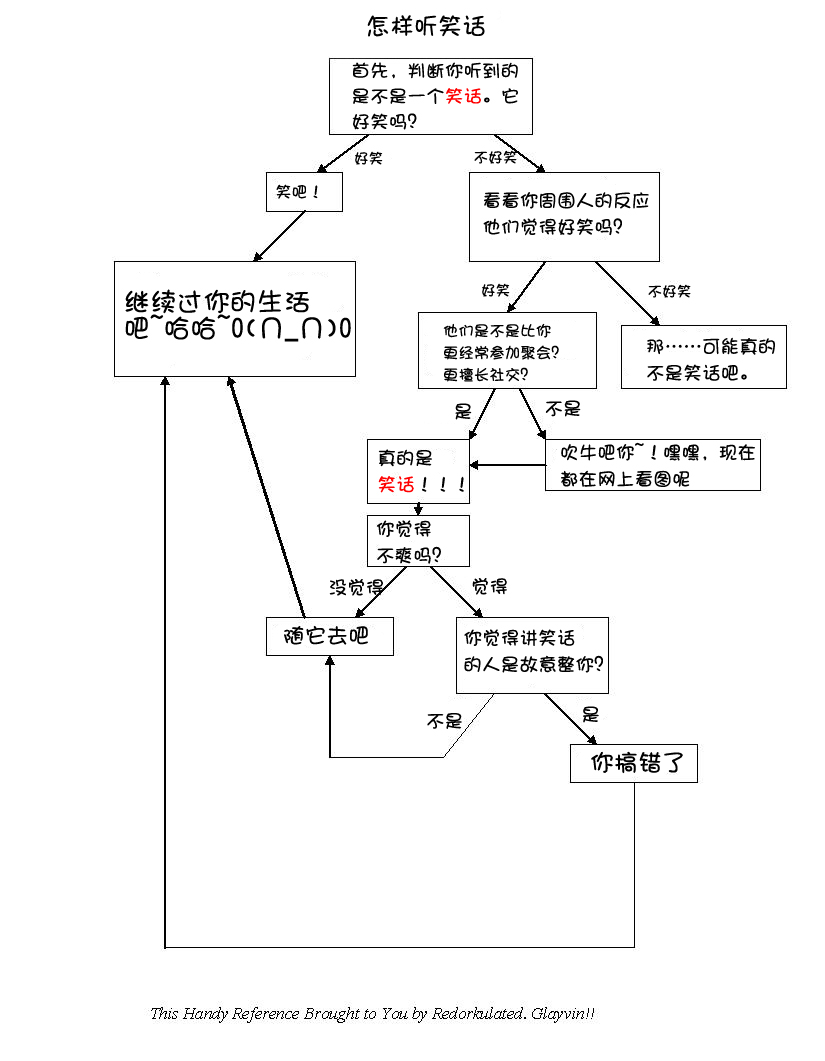 怎样听笑话
首先，判断你听到的
是不是一个笑话。它
好笑吗？
好笑
不好笑
笑吧！
看看你周围人的反应
他们觉得好笑吗？
继续过你的生活
吧~哈哈~O(∩_∩)O
好笑
不好笑
他们是不是比你
更经常参加聚会？
更擅长社交？
那……可能真的
不是笑话吧。
是
不是
真的是
笑话！！！
吹牛吧你~！嘿嘿，现在
都在网上看图呢
你觉得
不爽吗？
没觉得
觉得
随它去吧
你觉得讲笑话
的人是故意整你？
不是
是
你搞错了
This Handy Reference Brought to You by Redorkulated. Glayvin!!